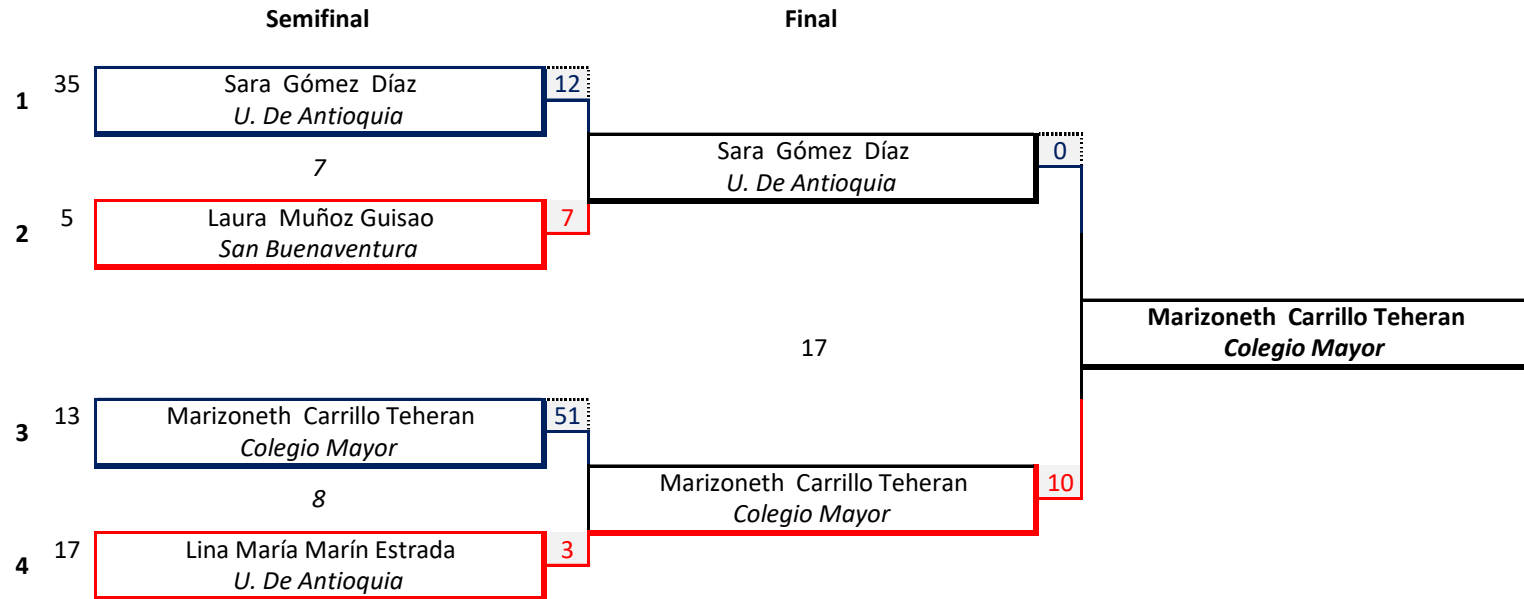 Semifinal Final
35 Sara Gómez Díaz 12
1
U. De Antioquia
Sara Gómez Díaz 0
7
U. De Antioquia
5 Laura Muñoz Guisao 7
2
San Buenaventura
Marizoneth Carrillo Teheran
17
Colegio Mayor
13 Marizoneth Carrillo Teheran 51
3
Colegio Mayor
Marizoneth Carrillo Teheran 10
8
Colegio Mayor
17 Lina María Marín Estrada 3
4
U. De Antioquia